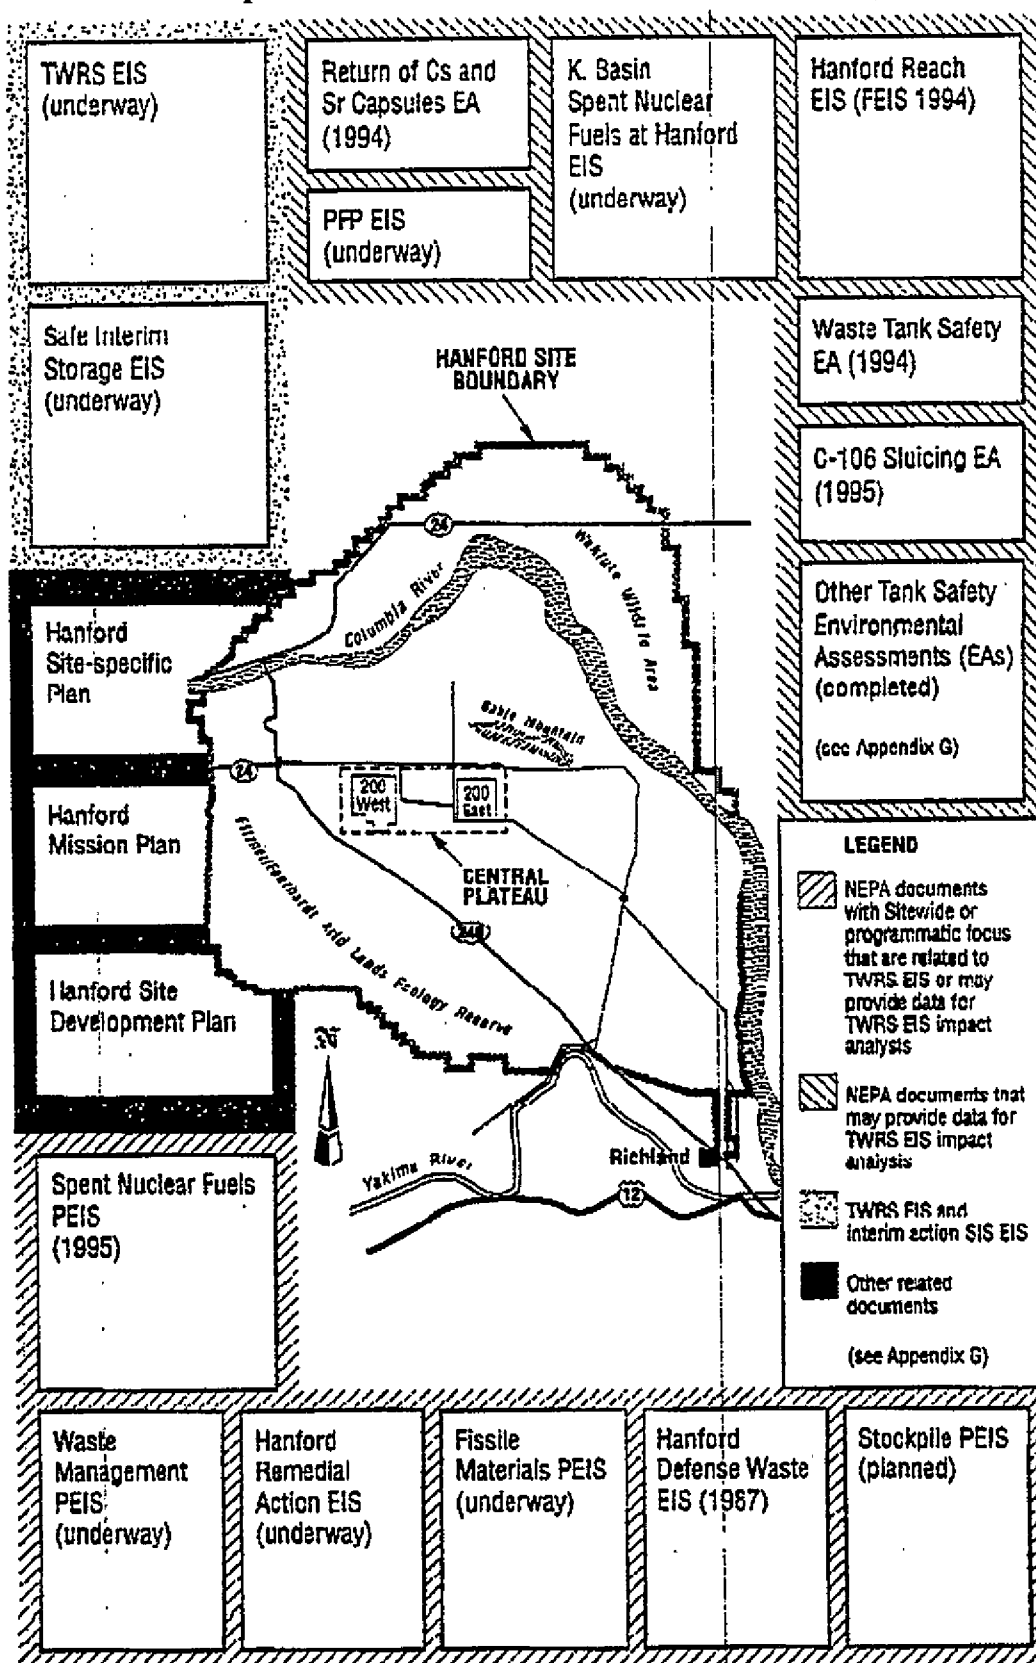 TWRS EIS
(underway)
Return of Cs and
Sr Capsules EA
(1994)
PFP EIS
(underway)
K. Basin
Spent Nuclear
Fuels at Hanford
EIS
(underway)
Hanford Reach
EIS (FEIS 1994)
Safe Interim
Storage EIS
(underway)
Waste Tank Safety
EA (1994)
C-106 Sluicing EA
(1995)
Other Tank Safety
Environmental
Assessments (EAs)
(completed)
(see Appendix G)
Hanford
Site-specific
Plan
Hanford
Mission Plan
Hanford Site
Development Plan
HANFORD SITE
BOUNDARY
24
Columbia River
Wahluke Wildlife Area
Gable Mountain
24
200
West
200
East
CENTRAL
PLATEAU
240
Arid Lands Ecology Reserve
Yakima River
Richland
12
LEGEND
NEPA documents
with Sitewide or
programmatic focus
that are related to
TWRS EIS or may
provide data for
TWRS EIS impact
analysis
NEPA documents that
may provide data for
TWRS EIS impact
analysis
TWRS EIS and
interim action SIS EIS
Other related
documents
(see Appendix G)
Spent Nuclear Fuels
PEIS
(1995)
Waste
Management
PEIS
(underway)
Hanford
Remedial
Action EIS
(underway)
Fissile
Materials PEIS
(underway)
Hanford
Defense Waste
EIS (1987)
Stockpile PEIS
(planned)